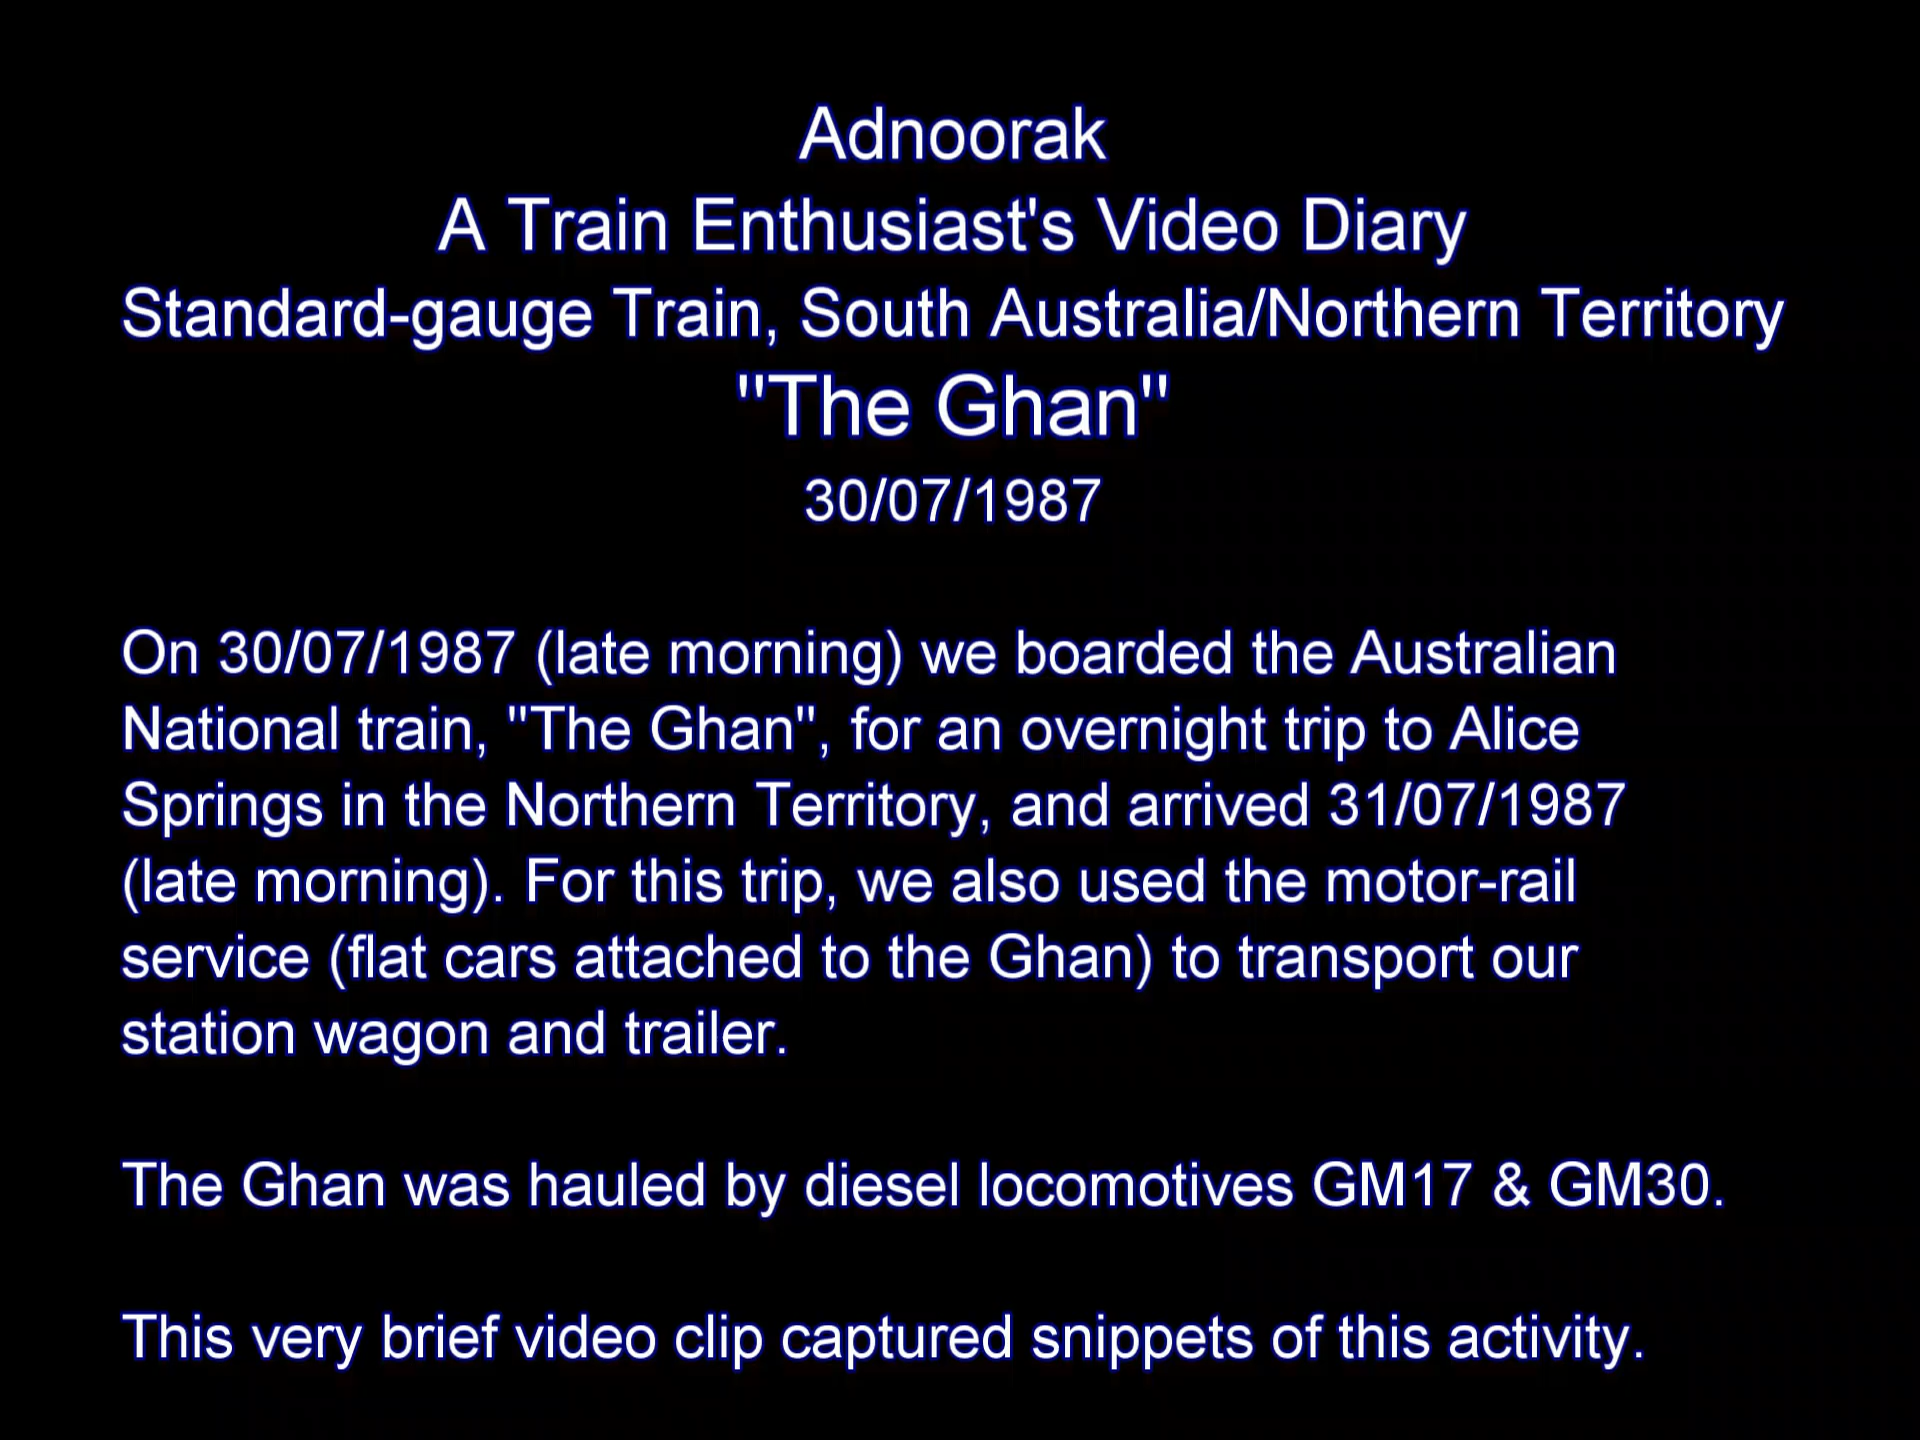 Adnoorak
A Train Enthusiast's Video Diary
Standard-gauge Train, South Australia/Northern Territory
"The Ghan"
30/07/1987
On 30/07/1987 (late morning) we boarded the Australian
National train, "The Ghan", for an overnight trip to Alice
Springs in the Northern Territory, and arrived 31/07/1987
(late morning). For this trip, we also used the motor-rail
service (flat cars attached to the Ghan) to transport our
station wagon and trailer.
The Ghan was hauled by diesel locomotives GM17 & GM30.
This very brief video clip captured snippets of this activity.